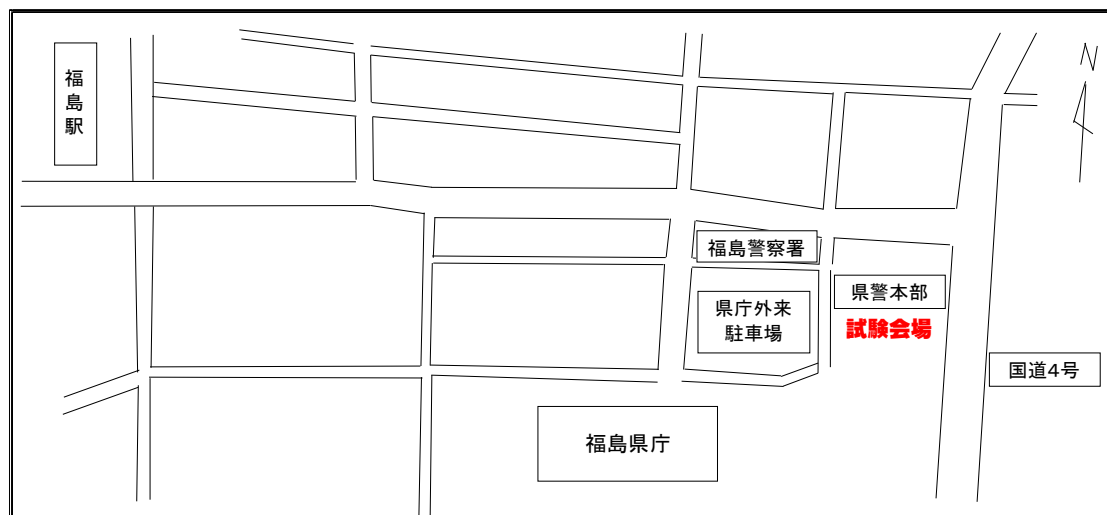 福島駅
N
福島警察署
県警本部
県庁外来
駐車場
試験会場
国道4号
福島県庁